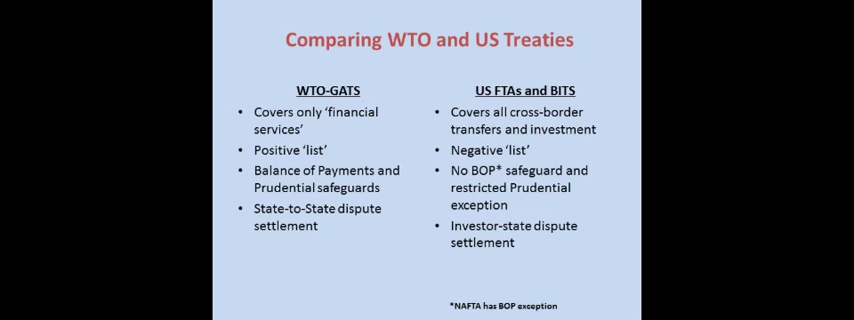 Comparing WTO and US Treaties
WTO-GATS
• Covers only ‘financial
services’
• Positive ‘list’
• Balance of Payments and
Prudential safeguards
• State-to-State dispute
settlement
US FTAs and BITS
• Covers all cross-border
transfers and investment
• Negative ‘list’
• No BOP* safeguard and
restricted Prudential
exception
• Investor-state dispute
settlement
*NAFTA has BOP exception